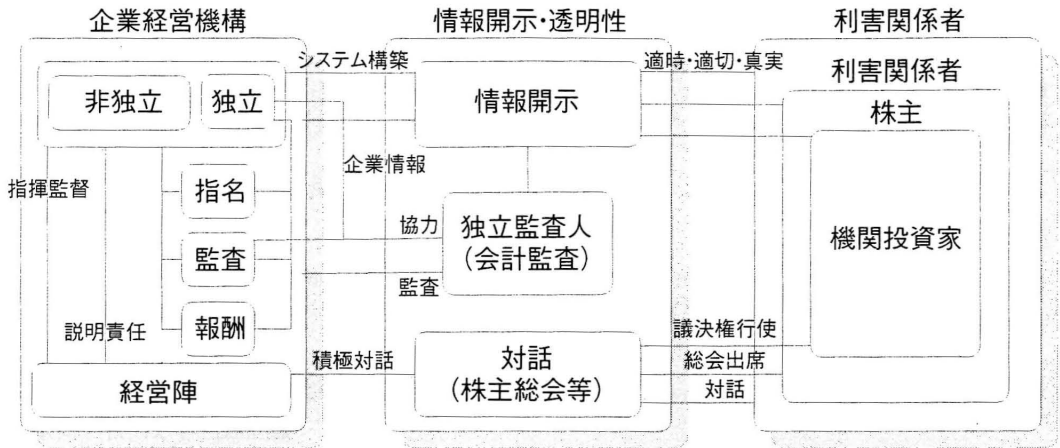 企業経営機構
情報開示・透明性
利害関係者
システム構築
適時・適切・真実
利害関係者
非独立
独立
情報開示
株主
企業情報
指揮監督
指名
協力
独立監査人
(会計監査)
機関投資家
監査
監査
報酬
説明責任
議決権行使
積極対話
対話
(株主総会等)
総会出席
対話
経営陣